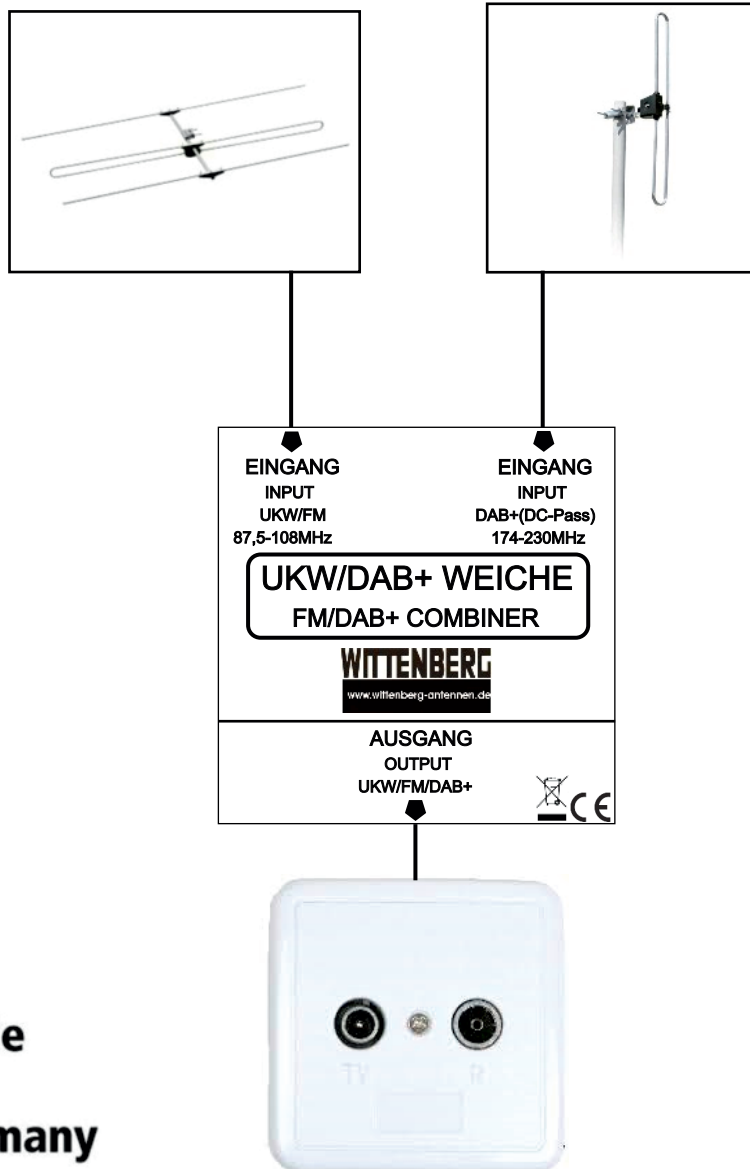 EINGANG
INPUT
UKW/FM
87,5-108MHz
EINGANG
INPUT
DAB+(DC-Pass)
174-230MHz
UKW/DAB+ WEICHE
FM/DAB+ COMBINER
WITTENBERG
www.wittenberg-antennen.de
AUSGANG
OUTPUT
UKW/FM/DAB+
CE
TV R
e
many